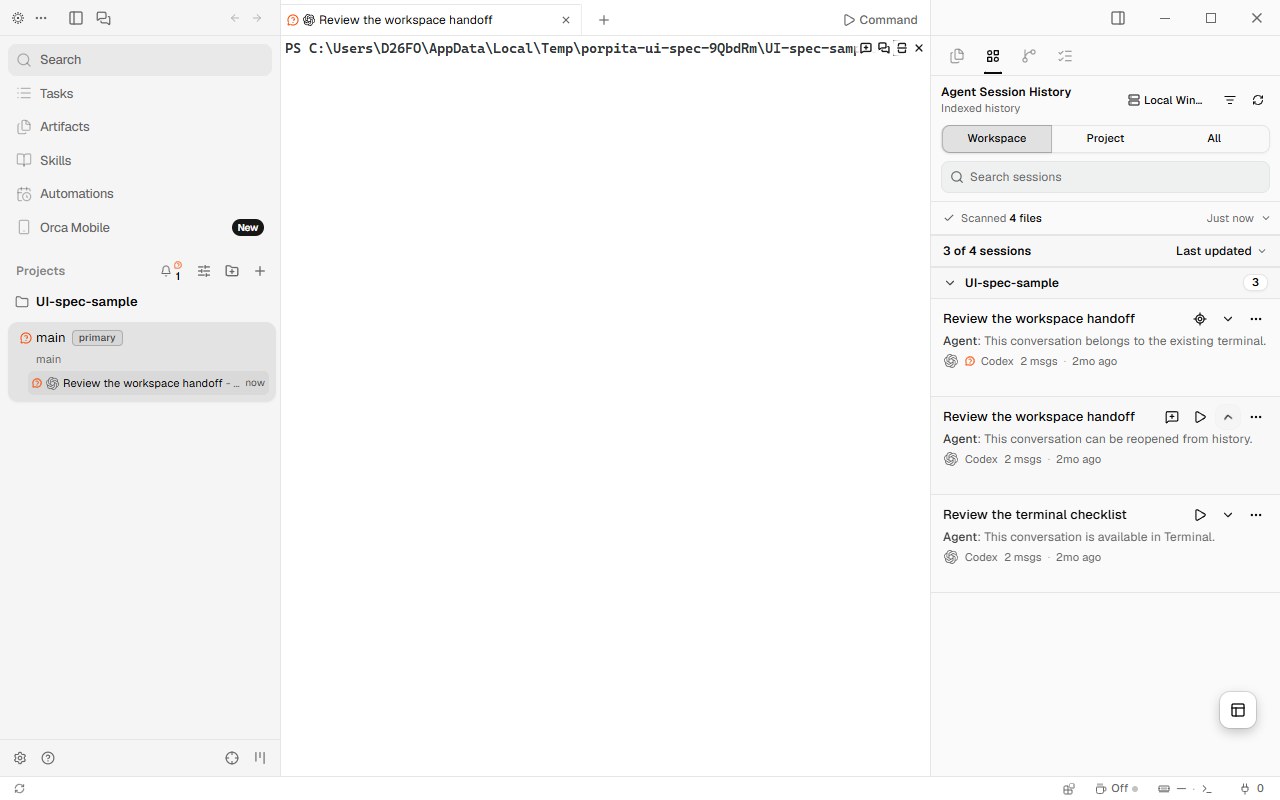 Review the workspace handoff
Command
Search
Tasks
Artifacts
Skills
Automations
Orca Mobile
New
Projects
1
UI-spec-sample
main primary
main
Review the workspace handoff - … now
PS C:\Users\D26FO\AppData\Local\Temp\porpita-ui-spec-9QbdRm\UI-spec-sam
Agent Session History
Indexed history
Local Win…
Workspace Project All
Search sessions
Scanned 4 files Just now
3 of 4 sessions Last updated
UI-spec-sample 3
Review the workspace handoff
Agent: This conversation belongs to the existing terminal.
Codex 2 msgs · 2mo ago
Review the workspace handoff
Agent: This conversation can be reopened from history.
Codex 2 msgs · 2mo ago
Review the terminal checklist
Agent: This conversation is available in Terminal.
Codex 2 msgs · 2mo ago
Off — · 0